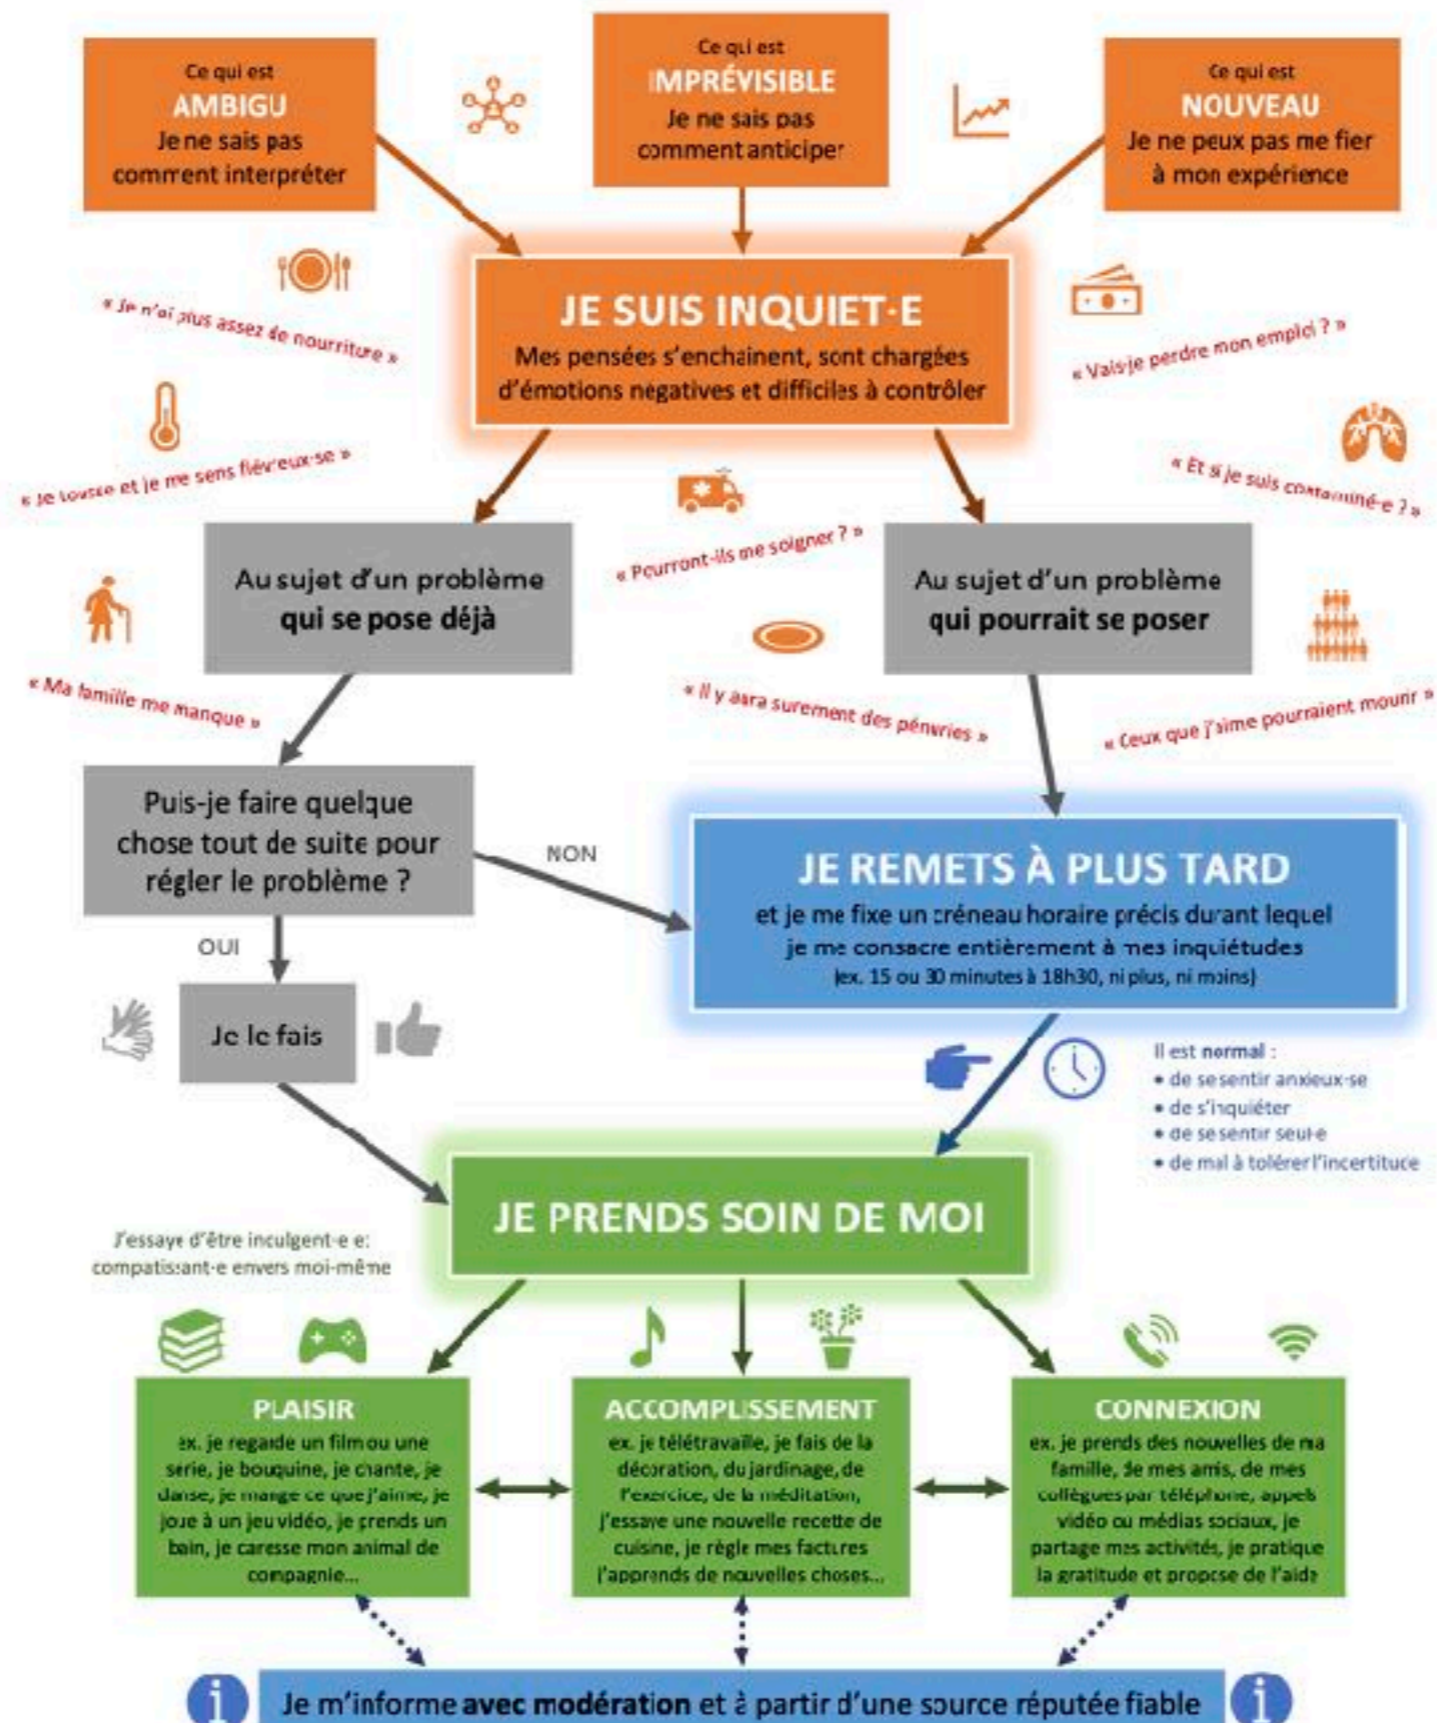 Ce qui est
AMBIGU
Je ne sais pas
comment interpréter
Ce qui est
IMPRÉVISIBLE
Je ne sais pas
comment anticiper
Ce qui est
NOUVEAU
Je ne peux pas me fier
à mon expérience
JE SUIS INQUIET·E
Mes pensées s'enchainent, sont chargées
d'émotions négatives et difficiles à contrôler
« Je n'ai plus assez de nourriture »
« Vais-je perdre mon emploi ? »
« Je tousse et je me sens fiévreux·se »
« Et si je suis contaminé·e ? »
« Pourront-ils me soigner ? »
Au sujet d'un problème
qui se pose déjà
Au sujet d'un problème
qui pourrait se poser
« Ma famille me manque »
« Il y aura surement des pénuries »
« Ceux que j'aime pourraient mourir »
Puis-je faire quelque
chose tout de suite pour
régler le problème ?
NON
OUI
JE REMETS À PLUS TARD
et je me fixe un créneau horaire précis durant lequel
je me consacre entièrement à mes inquiétudes
(ex. 15 ou 30 minutes à 18h30, ni plus, ni moins)
Je le fais
Il est normal :
• de se sentir anxieux·se
• de s'inquiéter
• de se sentir seul·e
• de mal à tolérer l'incertitude
JE PRENDS SOIN DE MOI
J'essaye d'être indulgent·e et
compatissant·e envers moi-même
PLAISIR
ex. je regarde un film ou une
série, je bouquine, je chante, je
danse, je mange ce que j'aime, je
joue à un jeu vidéo, je prends un
bain, je caresse mon animal de
compagnie...
ACCOMPLISSEMENT
ex. je télétravaille, je fais de la
décoration, du jardinage, de
l'exercice, de la méditation,
j'essaye une nouvelle recette de
cuisine, je règle mes factures
j'apprends de nouvelles choses...
CONNEXION
ex. je prends des nouvelles de ma
famille, de mes amis, de mes
collègues par téléphone, appels
vidéo ou médias sociaux, je
partage mes activités, je pratique
la gratitude et propose de l'aide
Je m'informe avec modération et à partir d'une source réputée fiable